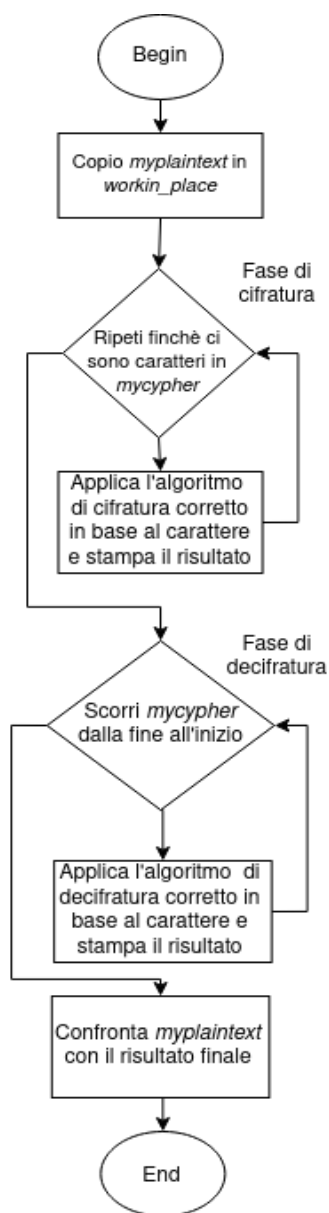 Begin
Copio myplaintext in
workin_place
Fase di
cifratura
Ripeti finchè ci
sono caratteri in
mycypher
Applica l'algoritmo
di cifratura corretto
in base al carattere
e stampa il risultato
Fase di
decifratura
Scorri mycypher
dalla fine all'inizio
Applica l'algoritmo di
decifratura corretto in
base al carattere e
stampa il risultato
Confronta myplaintext
con il risultato finale
End